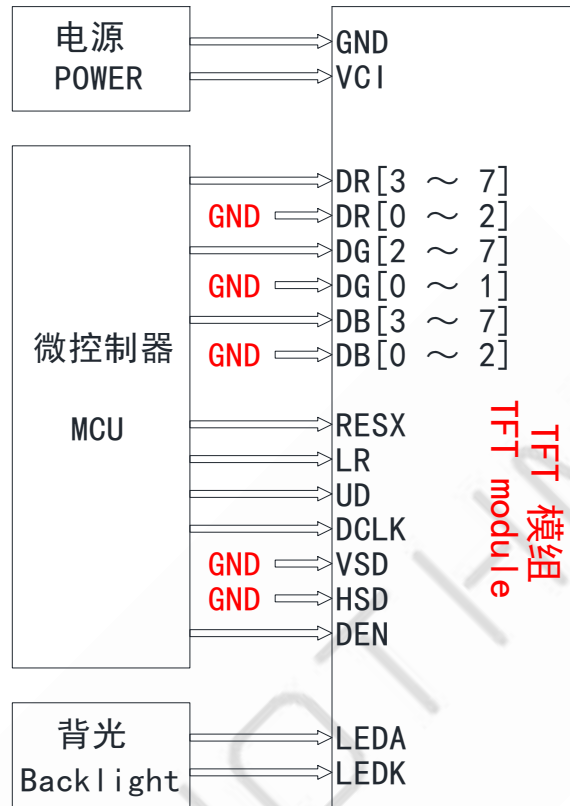 电源
POWER
GND
VCI
DR[3 ～ 7]
GND
DR[0 ～ 2]
DG[2 ～ 7]
GND
DG[0 ～ 1]
DB[3 ～ 7]
GND
DB[0 ～ 2]
微控制器
MCU
RESX
LR
UD
DCLK
GND
VSD
GND
HSD
DEN
TFT 模组
TFT module
背光
Backlight
LEDA
LEDK